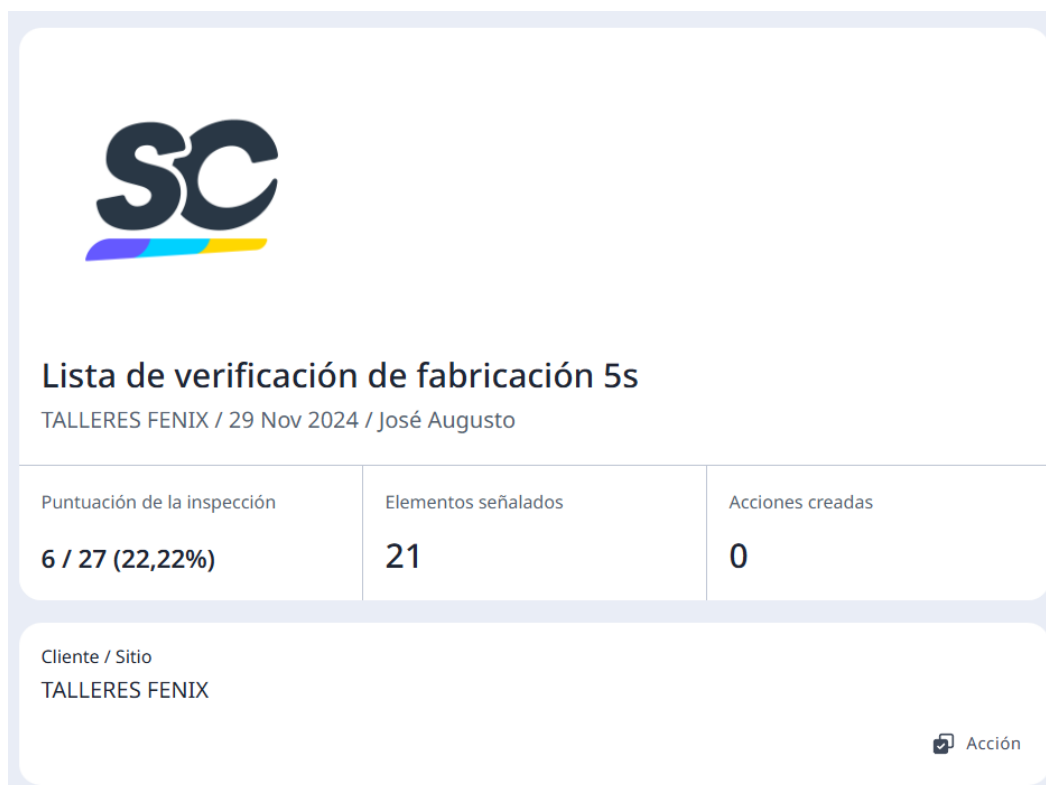 SC
Lista de verificación de fabricación 5s
TALLERES FENIX / 29 Nov 2024 / José Augusto
Puntuación de la inspección
Elementos señalados
Acciones creadas
6 / 27 (22,22%)
21
0
Cliente / Sitio
TALLERES FENIX
Acción